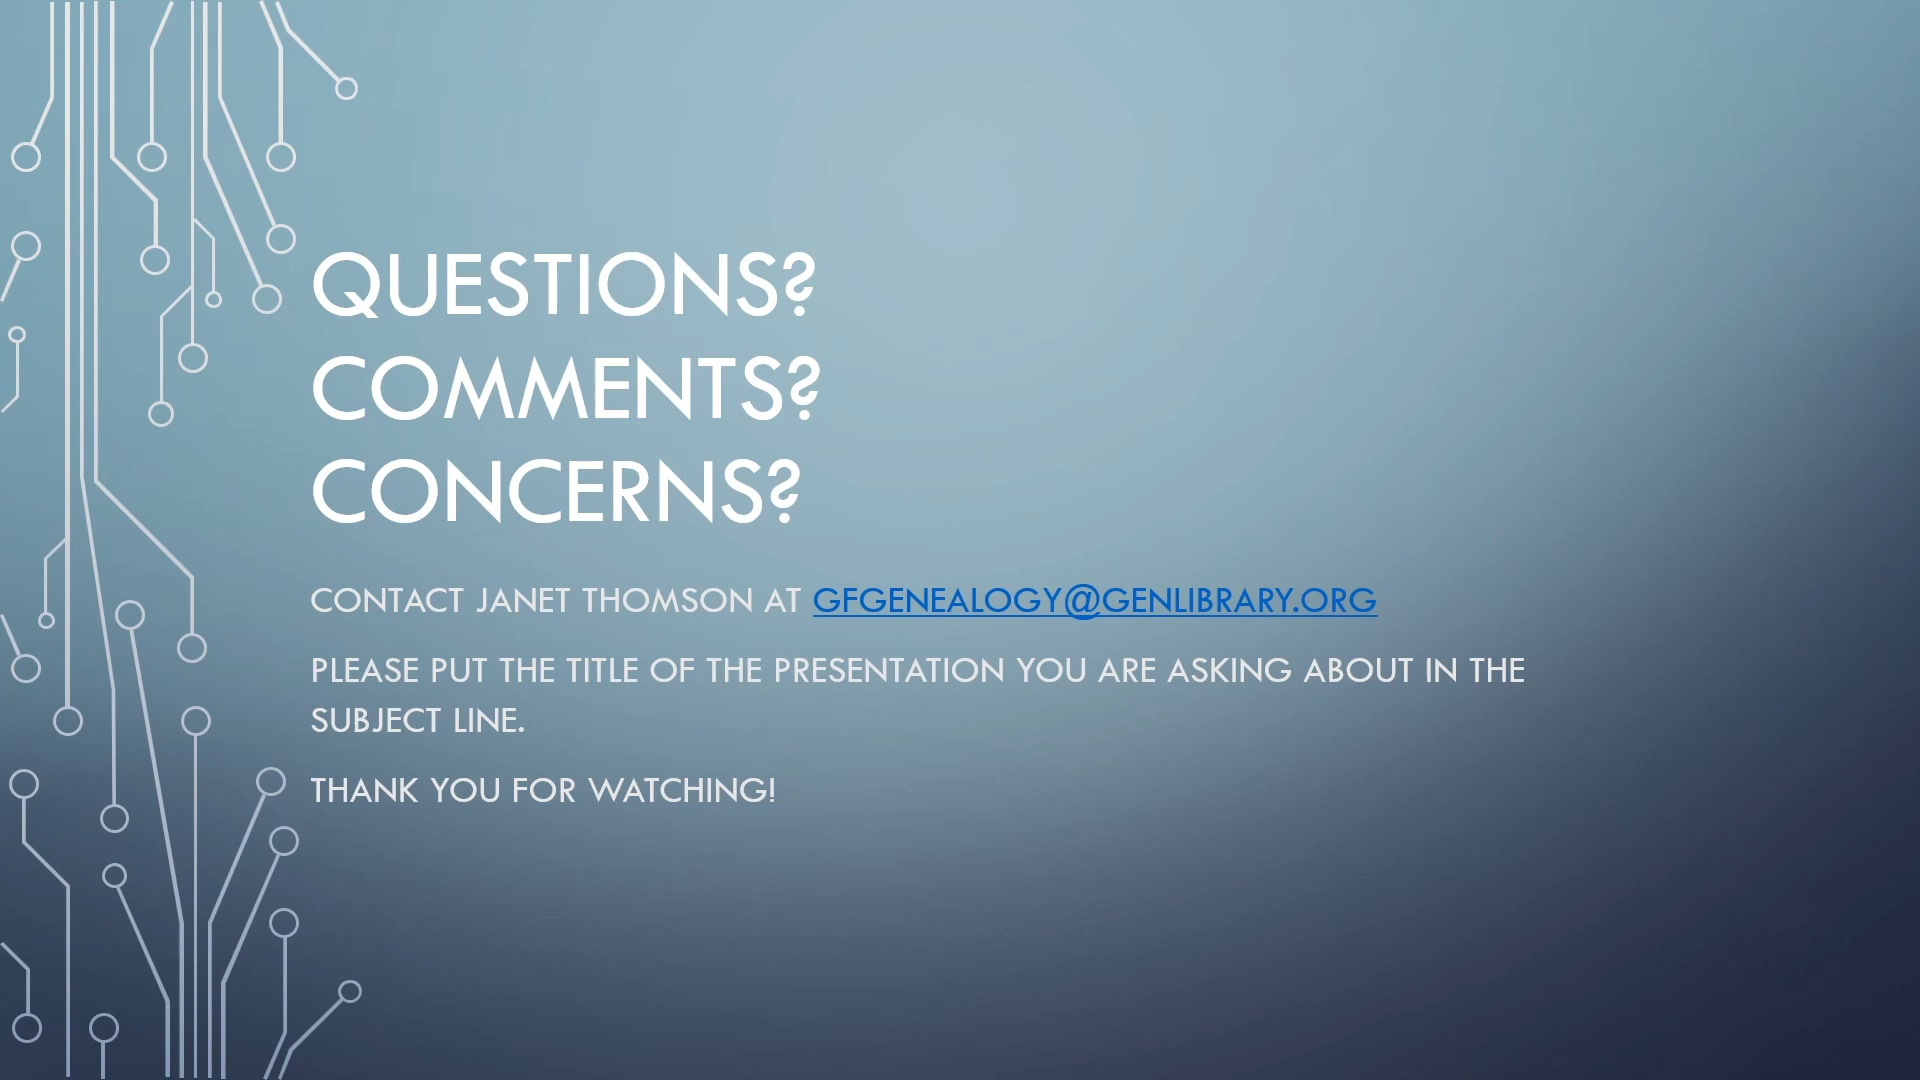 QUESTIONS?
COMMENTS?
CONCERNS?
CONTACT JANET THOMSON AT GFGENEALOGY@GENLIBRARY.ORG
PLEASE PUT THE TITLE OF THE PRESENTATION YOU ARE ASKING ABOUT IN THE
SUBJECT LINE.
THANK YOU FOR WATCHING!